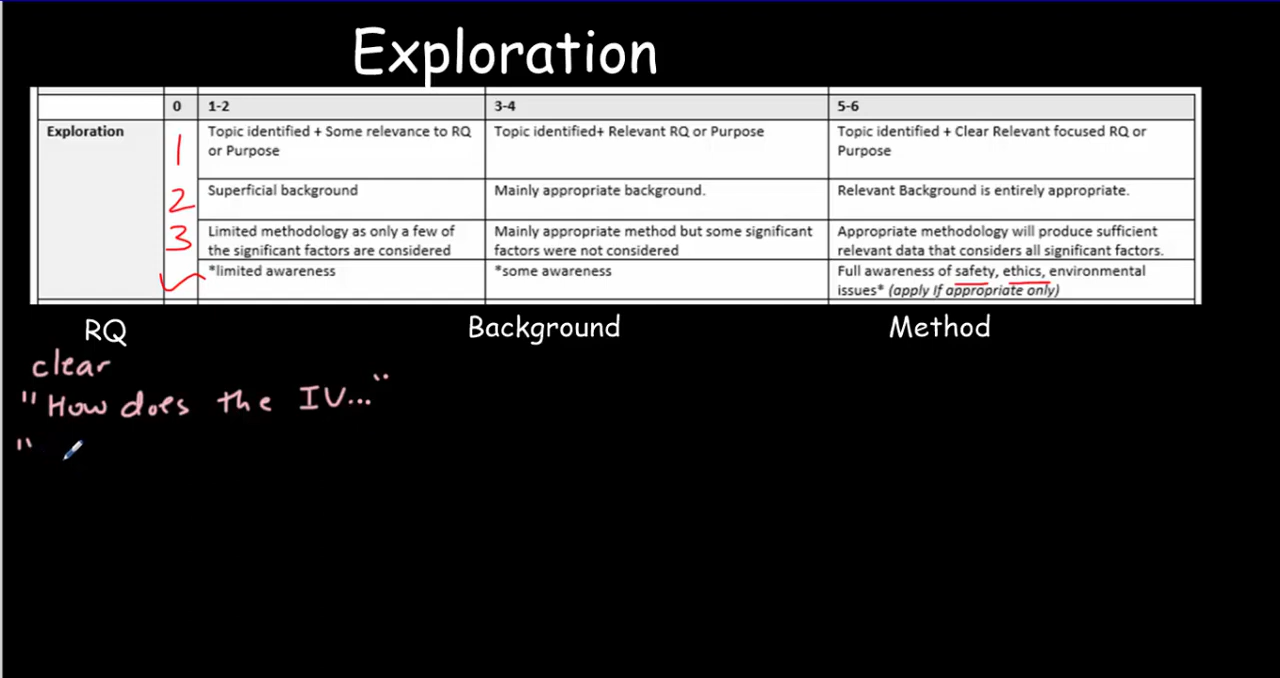 Exploration
0 1-2 3-4 5-6
Exploration
1 Topic identified + Some relevance to RQ
or Purpose
Topic identified+ Relevant RQ or Purpose
Topic identified + Clear Relevant focused RQ or
Purpose
2 Superficial background
Mainly appropriate background.
Relevant Background is entirely appropriate.
3 Limited methodology as only a few of
the significant factors are considered
Mainly appropriate method but some significant
factors were not considered
Appropriate methodology will produce sufficient
relevant data that considers all significant factors.
*limited awareness
*some awareness
Full awareness of safety, ethics, environmental
issues* (apply If appropriate only)
RQ Background Method
clear
"How does the IV..."
"